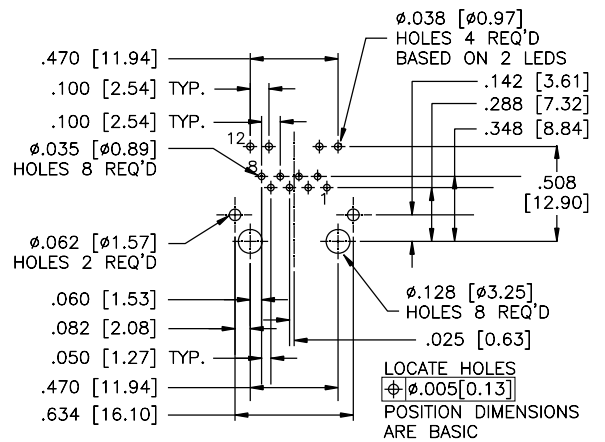 ø.038 [ø0.97]
HOLES 4 REQ'D
BASED ON 2 LEDS
.470 [11.94]
.100 [2.54] TYP.
.100 [2.54] TYP.
.142 [3.61]
.288 [7.32]
.348 [8.84]
12
ø.035 [ø0.89]
HOLES 8 REQ'D
8
1
.508
[12.90]
ø.062 [ø1.57]
HOLES 2 REQ'D
ø.128 [ø3.25]
HOLES 8 REQ'D
.060 [1.53]
.082 [2.08]
.025 [0.63]
.050 [1.27] TYP.
.470 [11.94]
.634 [16.10]
LOCATE HOLES
⌖ ø.005[0.13]
POSITION DIMENSIONS
ARE BASIC